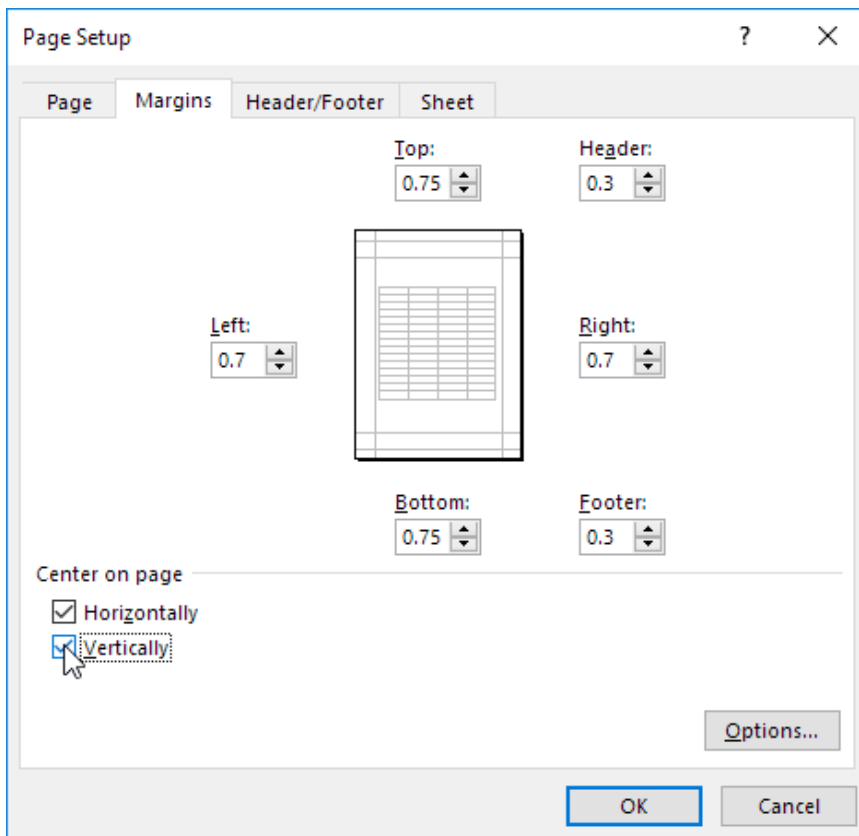 Page Setup ?
Page Margins Header/Footer Sheet
Top: Header:
0.75 0.3
Left: Right:
0.7 0.7
Bottom: Footer:
0.75 0.3
Center on page
Horizontally
Vertically
Options...
OK Cancel